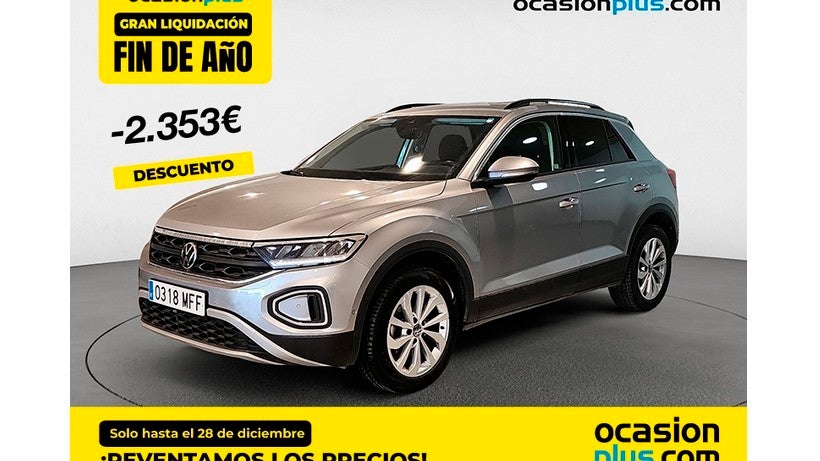 ocasionplus
GRAN LIQUIDACIÓN
FIN DE AÑO
-2.353€
DESCUENTO
ocasionplus.com
0318 MFF
Solo hasta el 28 de diciembre
¡REVENTAMOS LOS PRECIOS!
ocasion
plus.com